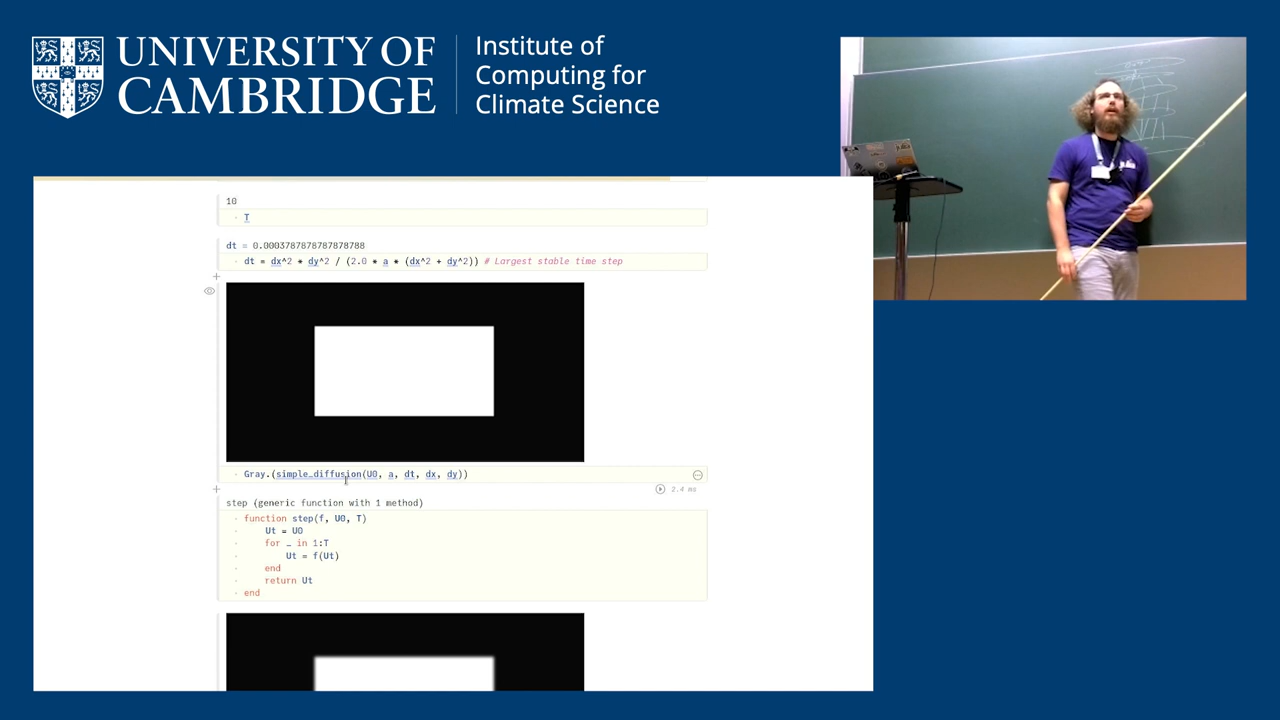 UNIVERSITY OF
CAMBRIDGE
Institute of
Computing for
Climate Science
10
T
dt = 0.0003787878787878788
dt = dx^2 * dy^2 / (2.0 * a * (dx^2 + dy^2)) # Largest stable time step
Gray.(simple_diffusion(U0, a, dt, dx, dy))
2.4 ms
step (generic function with 1 method)
function step(f, U0, T)
Ut = U0
for _ in 1:T
Ut = f(Ut)
end
return Ut
end